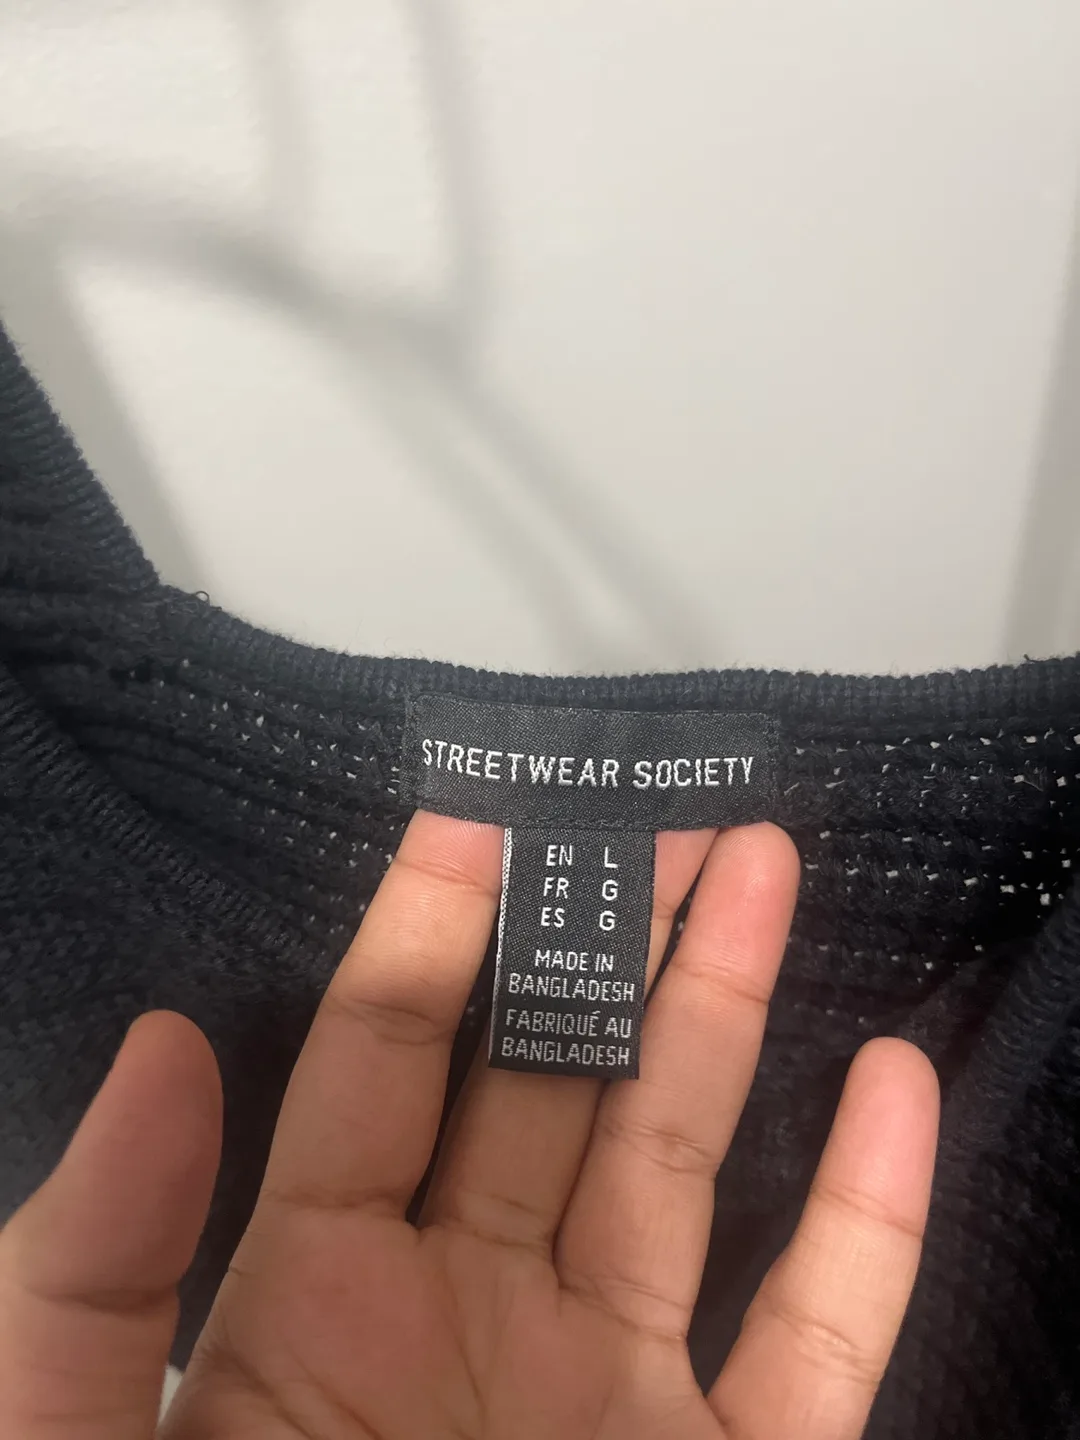 STREETWEAR SOCIETY
EN L
FR G
ES G
MADE IN
BANGLADESH
FABRIQUÉ AU
BANGLADESH